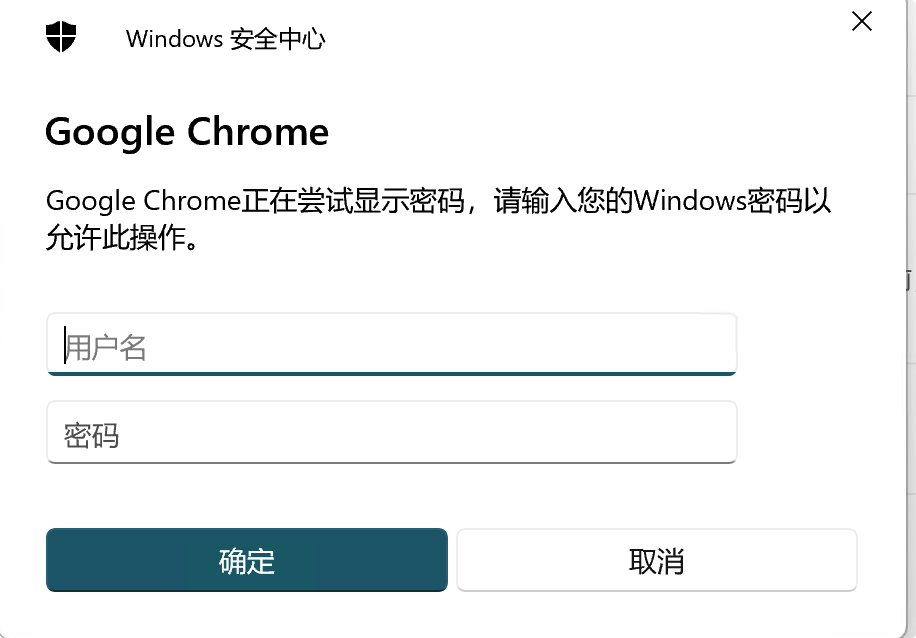 Windows 安全中心
Google Chrome
Google Chrome正在尝试显示密码，请输入您的Windows密码以
允许此操作。
用户名
密码
确定
取消